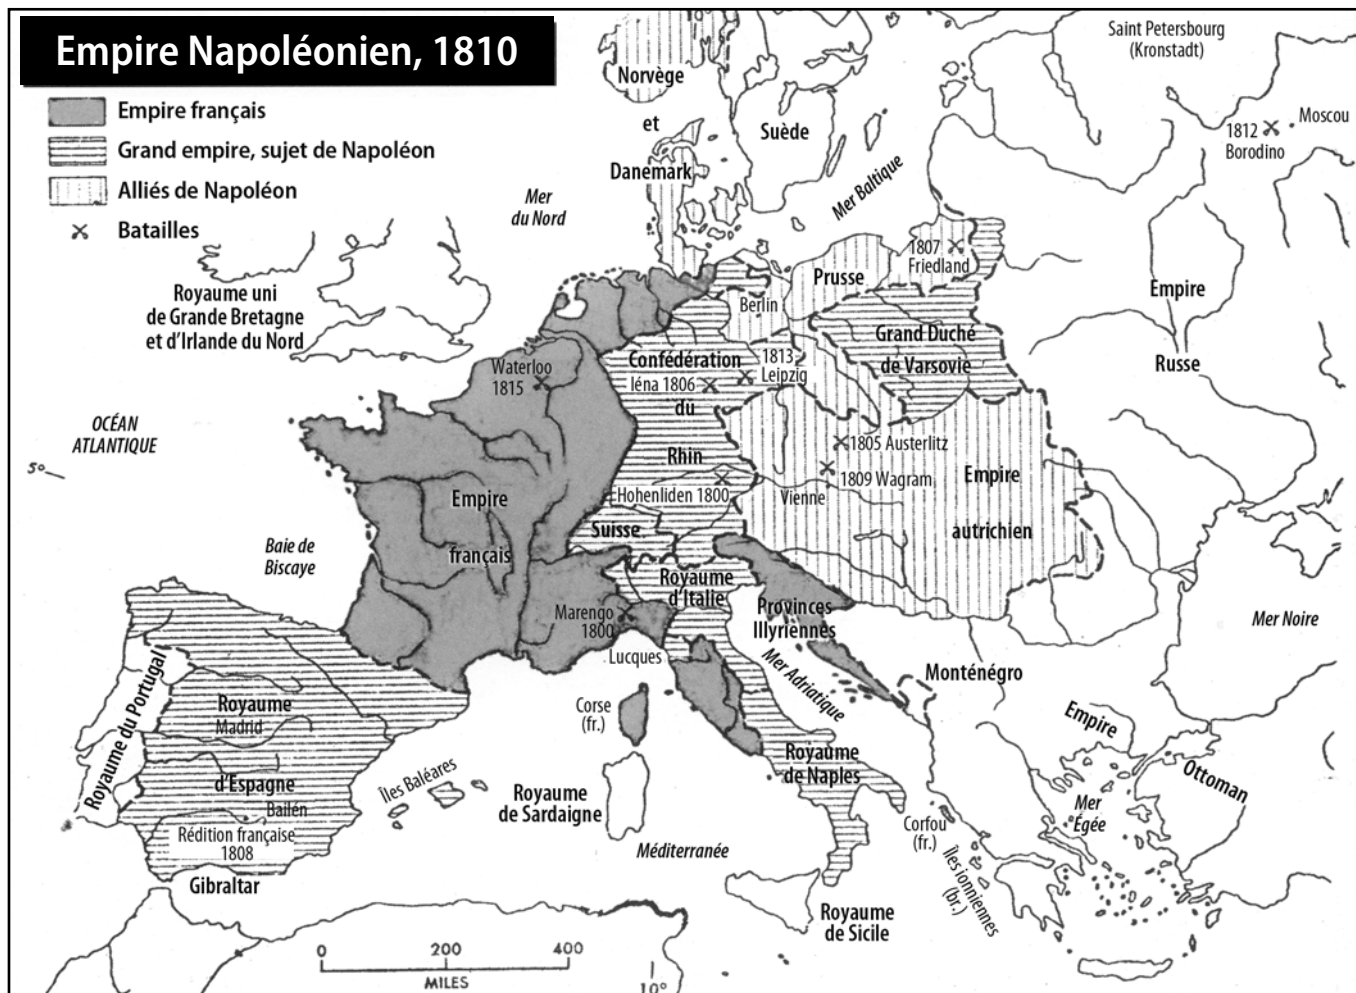 Empire Napoléonien, 1810
Empire français
Grand empire, sujet de Napoléon
Alliés de Napoléon
Batailles
Saint Petersbourg
(Kronstadt)
Moscou
1812
Borodino
Norvège
et
Danemark
Suède
Mer Baltique
Mer
du Nord
Royaume uni
de Grande Bretagne
et d'Irlande du Nord
1807
Friedland
Prusse
Berlin
Empire
Russe
Grand Duché
de Varsovie
Confédération
du
Rhin
1813
Leipzig
Iéna 1806
Waterloo
1815
OCÉAN
ATLANTIQUE
5°
1805 Austerlitz
1809 Wagram
Vienne
Hohenliden 1800
Empire
autrichien
Empire
français
Suisse
Baie de
Biscaye
Royaume
d'Italie
Marengo
1800
Lucques
Provinces
Illyriennes
Mer Adriatique
Monténégro
Mer Noire
Royaume du Portugal
Royaume
Madrid
d'Espagne
Bailén
Rédition française
1808
Gibraltar
Îles Baléares
Corse
(fr.)
Royaume
de Sardaigne
Royaume
de Naples
Méditerranée
Royaume
de Sicile
Empire
Ottoman
Mer
Égée
Corfou
(fr.)
Îles ionniennes
(br.)
0
200
400
MILES
10°